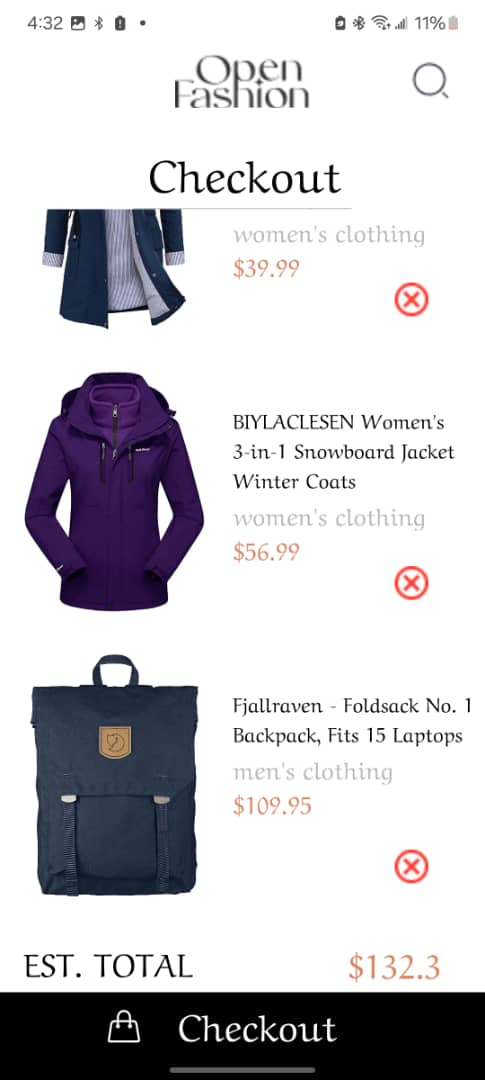 4:32
11%
Open
Fashion
Checkout
women's clothing
$39.99
BIYLACLESEN Women's
3-in-1 Snowboard Jacket
Winter Coats
women's clothing
$56.99
Fjallraven - Foldsack No. 1
Backpack, Fits 15 Laptops
men's clothing
$109.95
EST. TOTAL
$132.3
Checkout